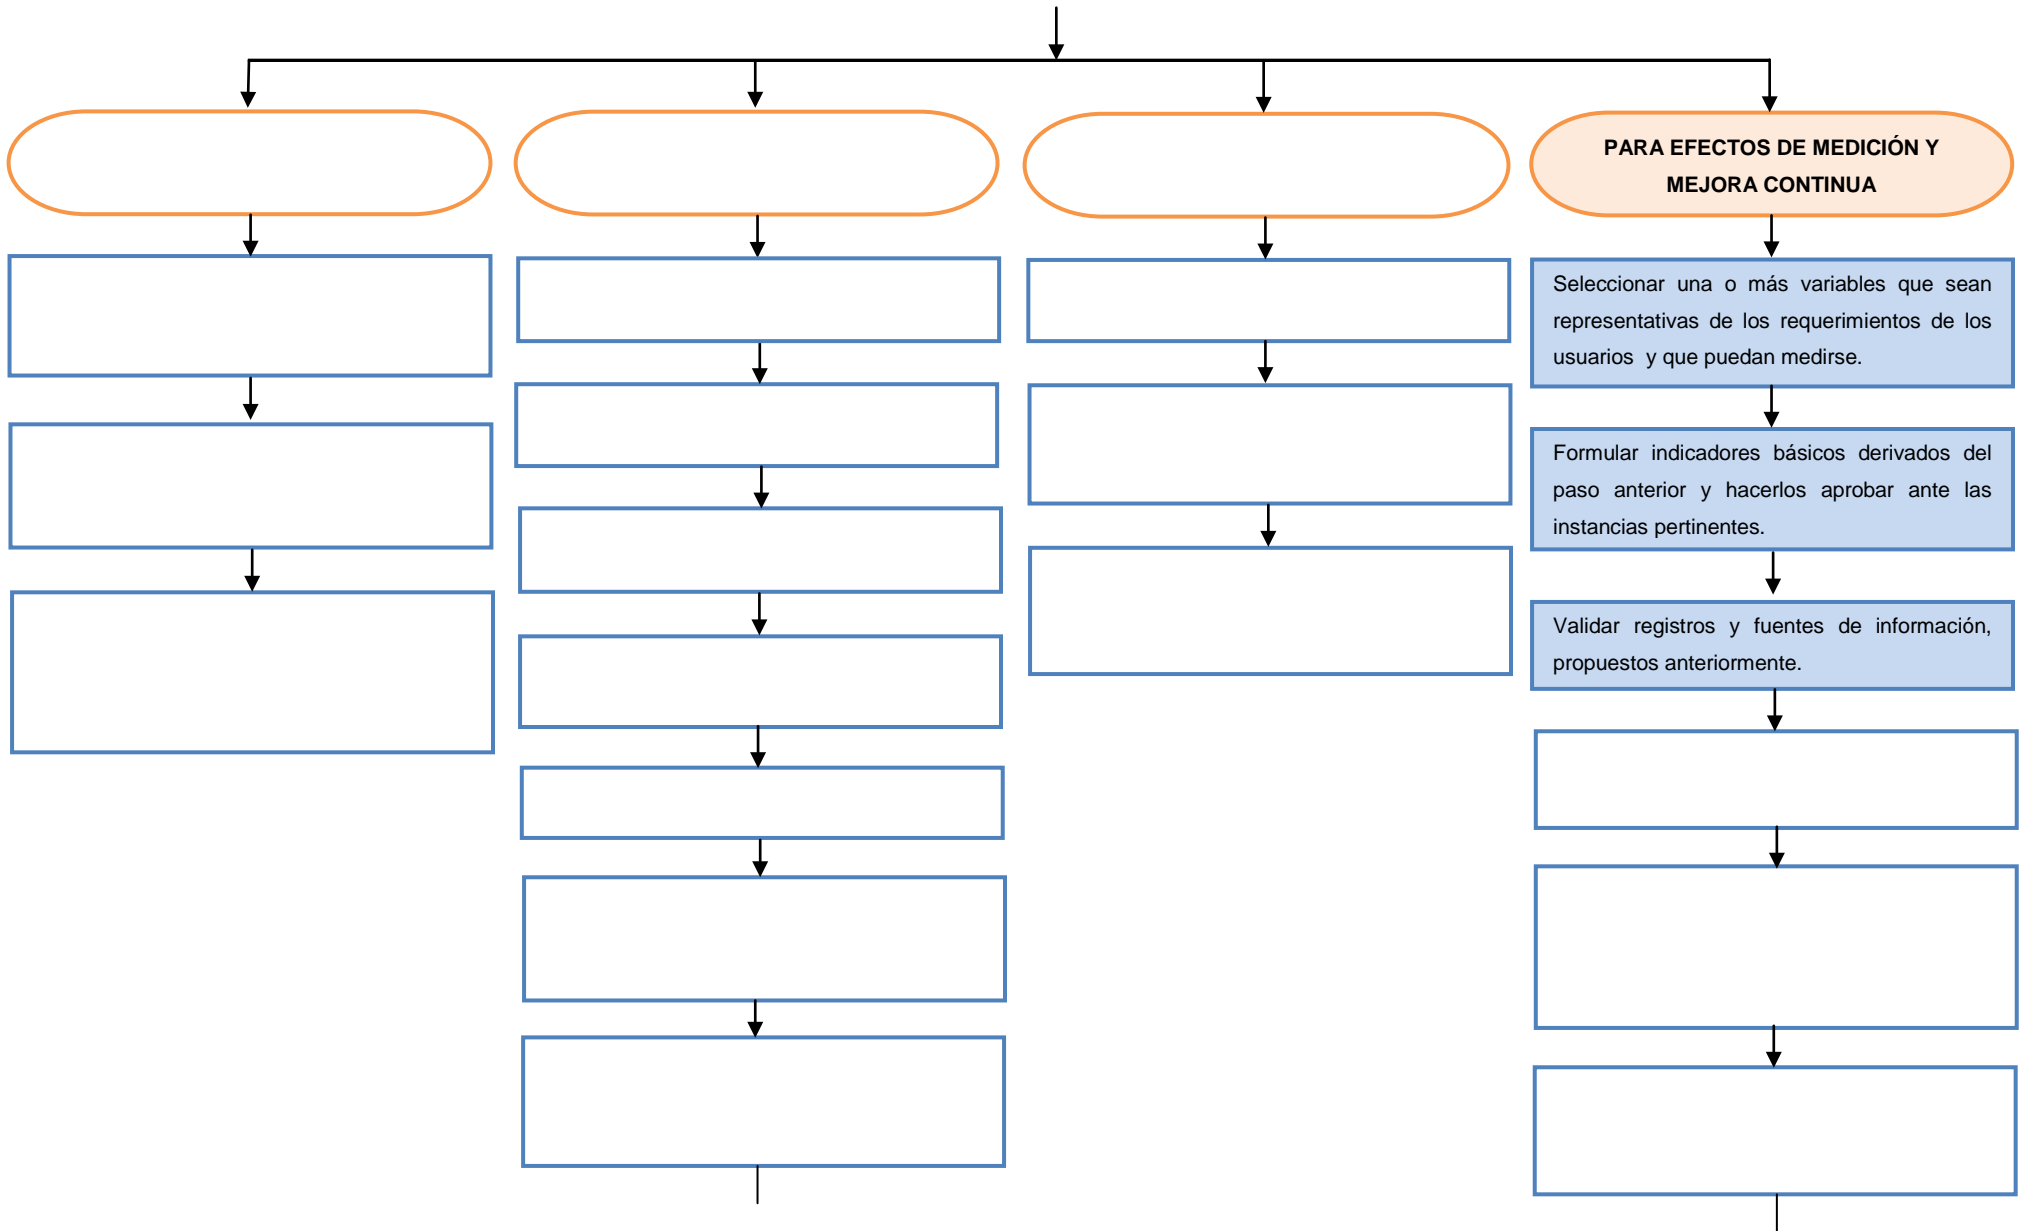 PARA EFECTOS DE MEDICIÓN Y
MEJORA CONTINUA
Seleccionar una o más variables que sean
representativas de los requerimientos de los
usuarios y que puedan medirse.
Formular indicadores básicos derivados del
paso anterior y hacerlos aprobar ante las
instancias pertinentes.
Validar registros y fuentes de información,
propuestos anteriormente.